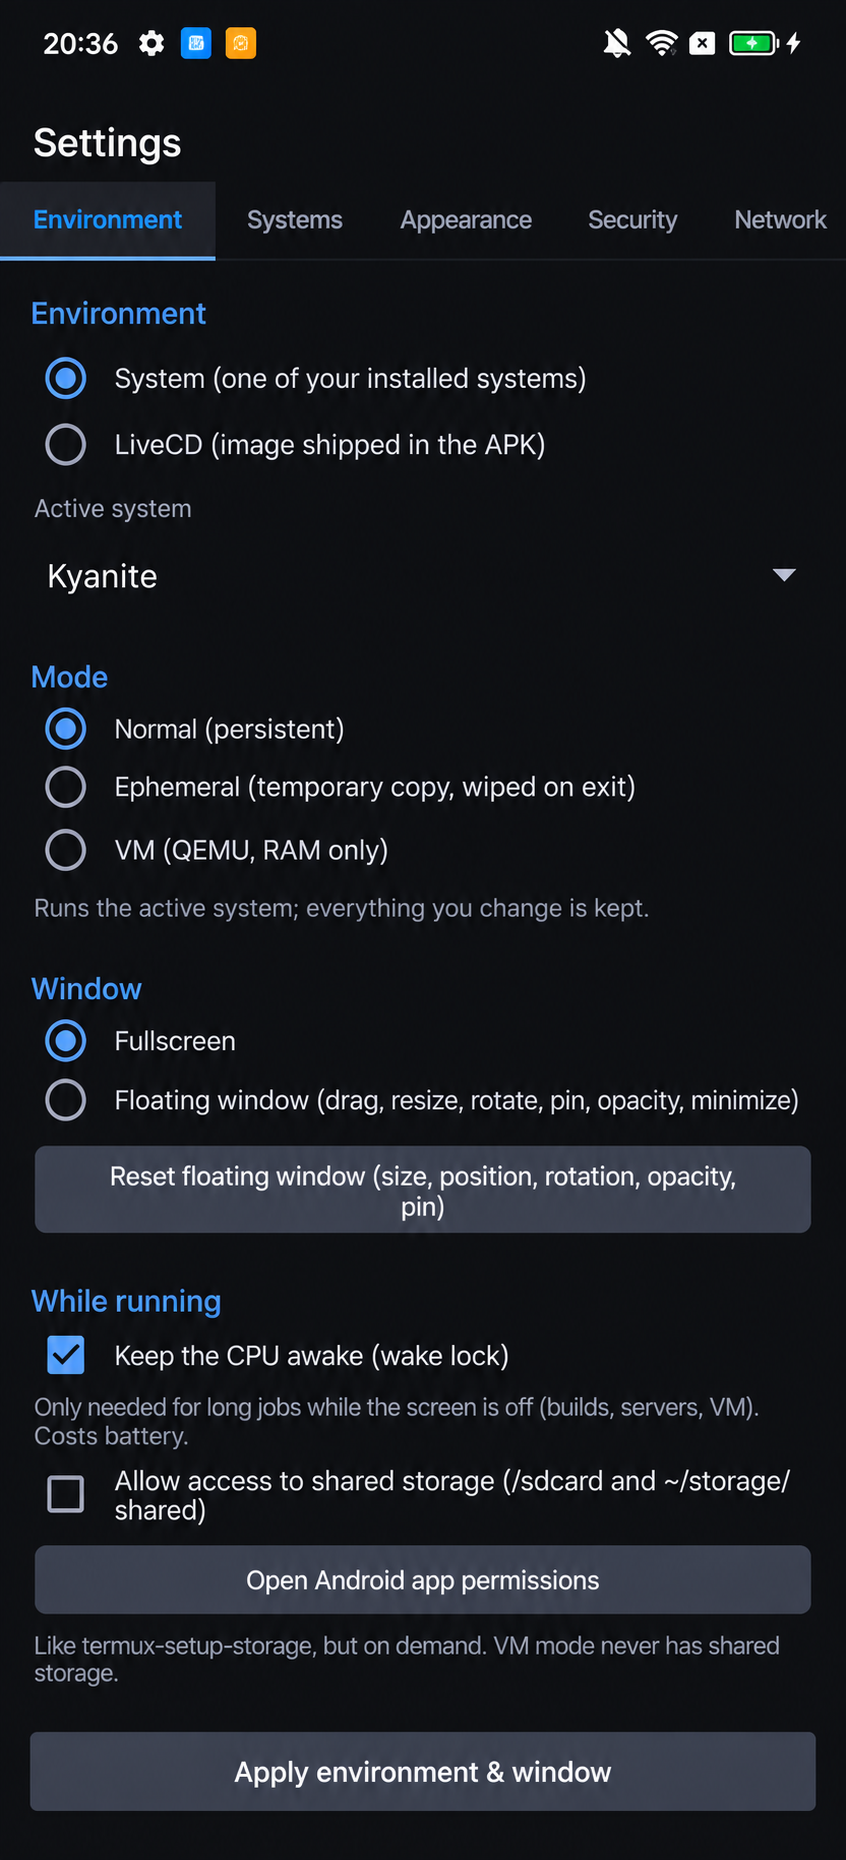 20:36
Settings
Environment Systems Appearance Security Network
Environment
System (one of your installed systems)
LiveCD (image shipped in the APK)
Active system
Kyanite
Mode
Normal (persistent)
Ephemeral (temporary copy, wiped on exit)
VM (QEMU, RAM only)
Runs the active system; everything you change is kept.
Window
Fullscreen
Floating window (drag, resize, rotate, pin, opacity, minimize)
Reset floating window (size, position, rotation, opacity,
pin)
While running
Keep the CPU awake (wake lock)
Only needed for long jobs while the screen is off (builds, servers, VM).
Costs battery.
Allow access to shared storage (/sdcard and ~/storage/
shared)
Open Android app permissions
Like termux-setup-storage, but on demand. VM mode never has shared
storage.
Apply environment & window